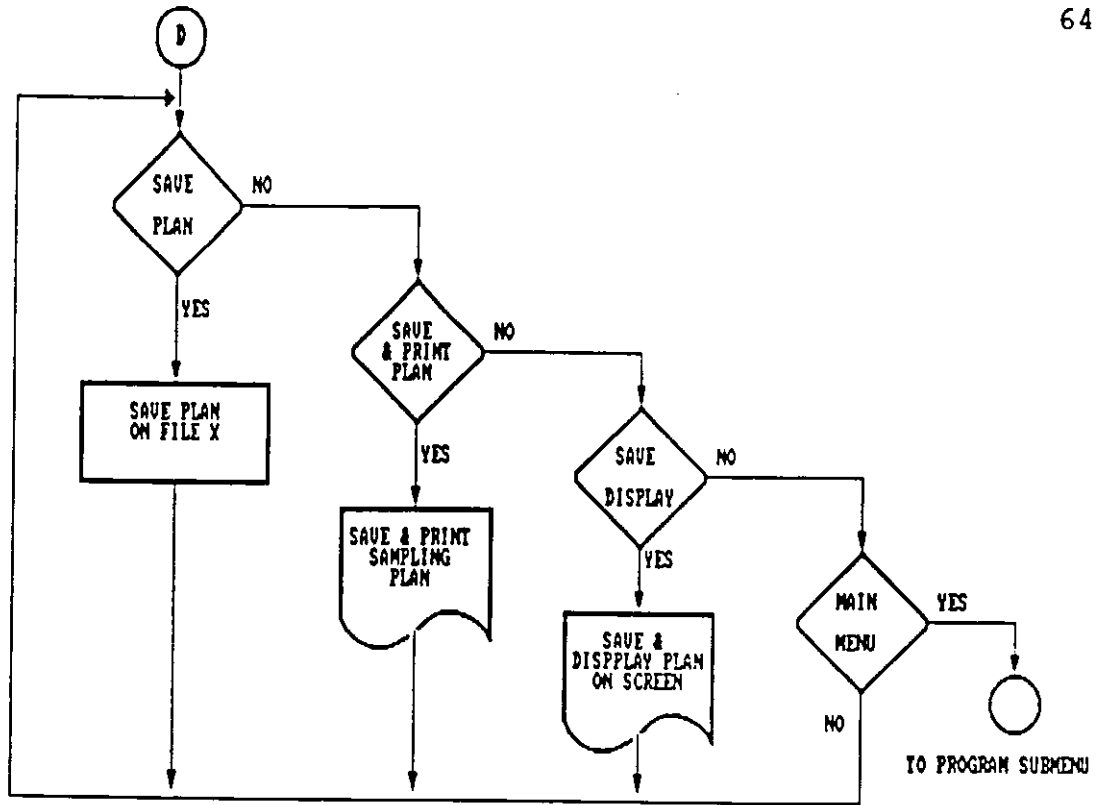 64
D
SAVE
PLAN
NO
YES
SAVE PLAN
ON FILE X
SAVE
& PRINT
PLAN
NO
YES
SAVE & PRINT
SAMPLING
PLAN
SAVE
DISPLAY
NO
YES
SAVE &
DISPPLAY PLAN
ON SCREEN
MAIN
MENU
YES
NO
TO PROGRAM SUBMENU